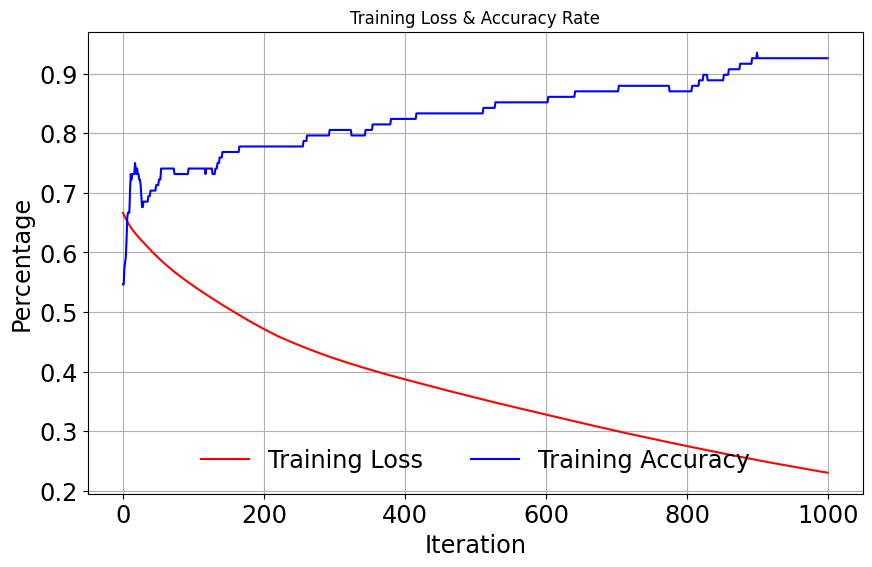 Training Loss & Accuracy Rate
Percentage
0.9
0.8
0.7
0.6
0.5
0.4
0.3
0.2
Training Loss
Training Accuracy
0 200 400 600 800 1000
Iteration